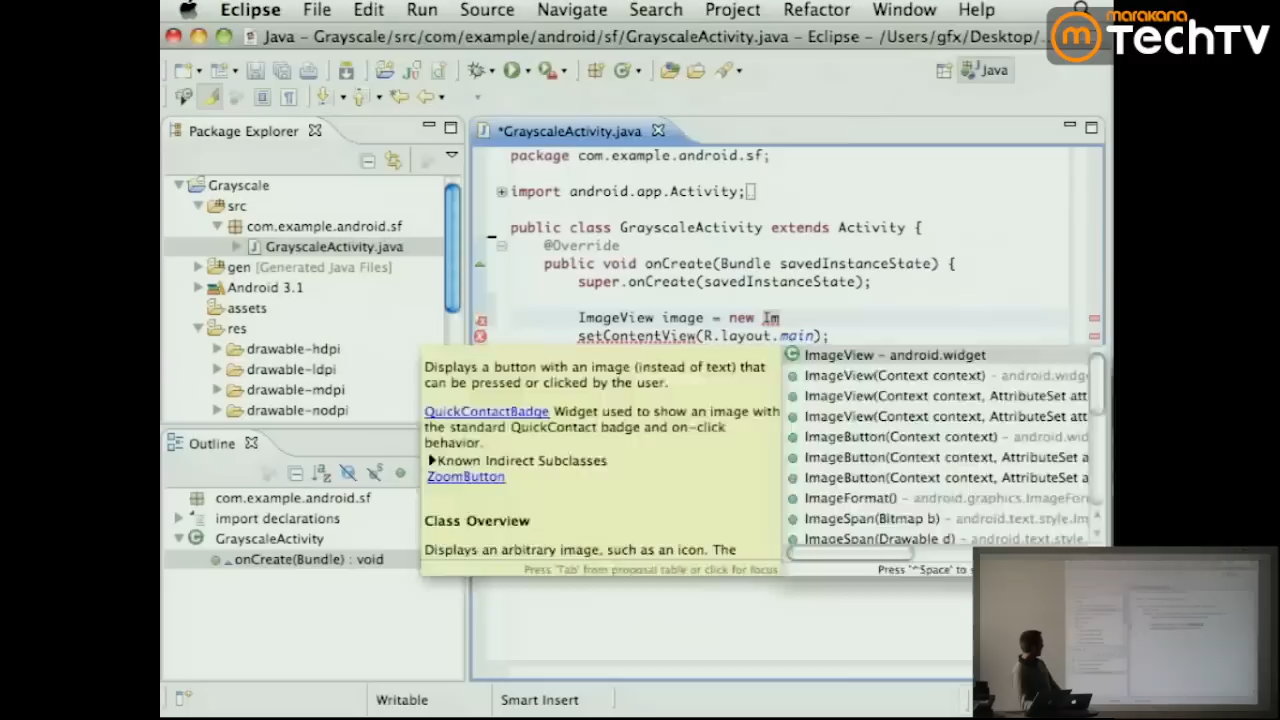 Eclipse File Edit Run Source Navigate Search Project Refactor Window Help
marakana
TechTV
Java – Grayscale/src/com/example/android/sf/GrayscaleActivity.java – Eclipse – /Users/gfx/Desktop/...
Java
Package Explorer
Grayscale
src
com.example.android.sf
GrayscaleActivity.java
gen [Generated Java Files]
Android 3.1
assets
res
drawable-hdpi
drawable-ldpi
drawable-mdpi
drawable-nodpi
Outline
com.example.android.sf
import declarations
GrayscaleActivity
onCreate(Bundle) : void
*GrayscaleActivity.java
package com.example.android.sf;
import android.app.Activity;
public class GrayscaleActivity extends Activity {
@Override
public void onCreate(Bundle savedInstanceState) {
super.onCreate(savedInstanceState);
ImageView image = new Im
setContentView(R.layout.main);
Displays a button with an image (instead of text) that
can be pressed or clicked by the user.
QuickContactBadge Widget used to show an image with
the standard QuickContact badge and on-click
behavior.
Known Indirect Subclasses
ZoomButton
Class Overview
Displays an arbitrary image, such as an icon. The
Press 'Tab' from proposal table or click for focus
ImageView – android.widget
ImageView(Context context) – android.widg
ImageView(Context context, AttributeSet att
ImageView(Context context, AttributeSet att
ImageButton(Context context) – android.wid
ImageButton(Context context, AttributeSet a
ImageButton(Context context, AttributeSet a
ImageFormat() – android.graphics.ImageFor
ImageSpan(Bitmap b) – android.text.style.Im
ImageSpan(Drawable d) – android.text.style.
Press '^Space' to s
Writable
Smart Insert